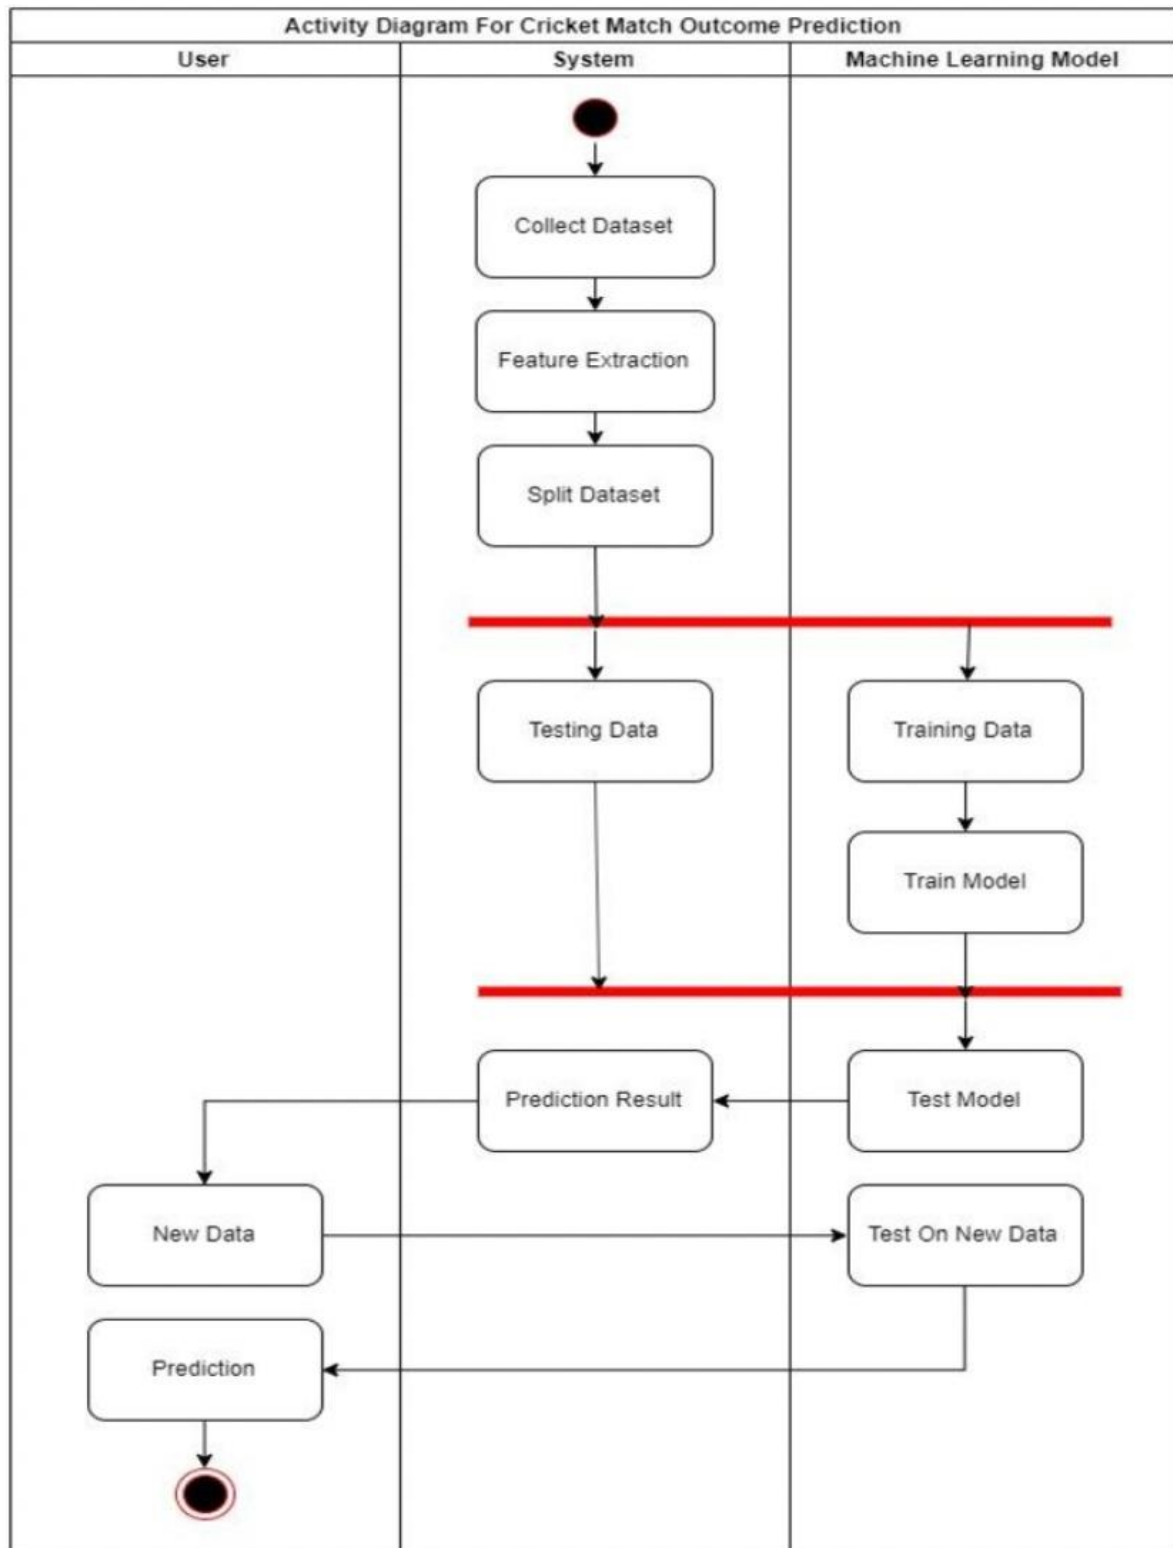 Activity Diagram For Cricket Match Outcome Prediction
User
System
Machine Learning Model
Collect Dataset
Feature Extraction
Split Dataset
Testing Data
Training Data
Train Model
Prediction Result
Test Model
New Data
Test On New Data
Prediction